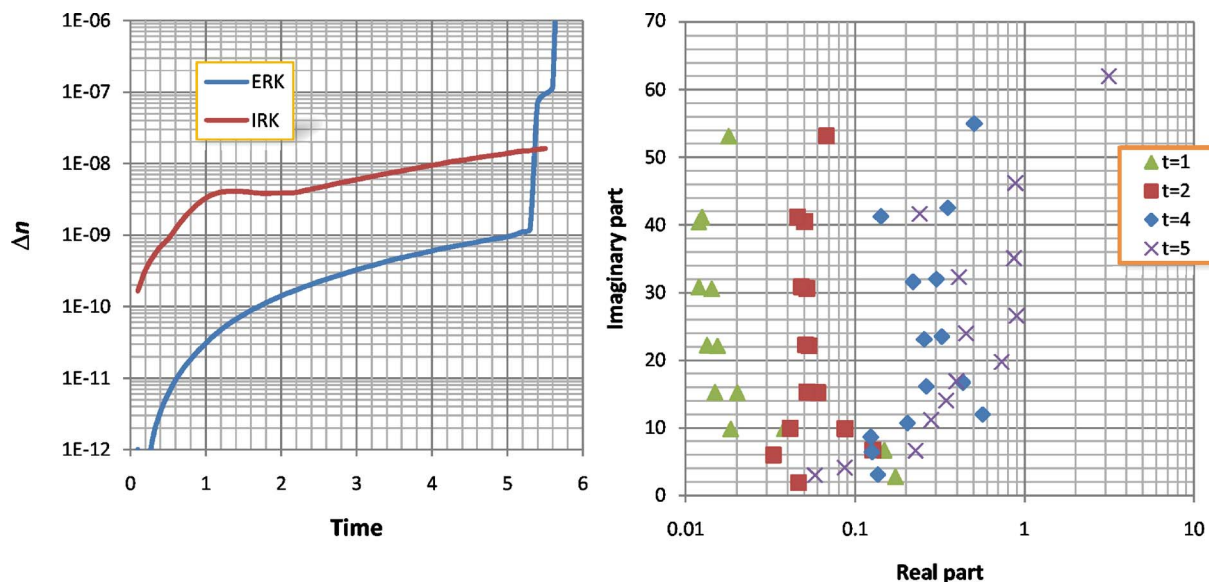 1E-06
1E-07
1E-08
1E-09
1E-10
1E-11
1E-12
Δn
ERK
IRK
0 1 2 3 4 5 6
Time
70
60
50
40
30
20
10
0
Imaginary part
t=1
t=2
t=4
t=5
0.01 0.1 1 10
Real part